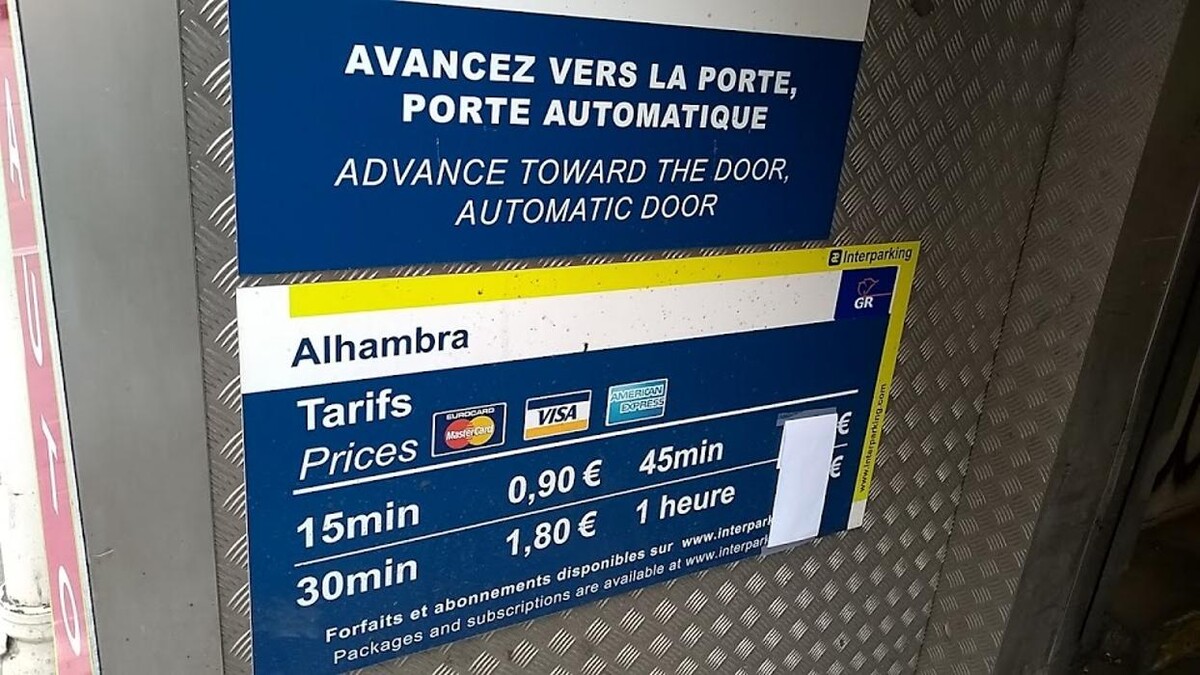 AVANCEZ VERS LA PORTE,
PORTE AUTOMATIQUE
ADVANCE TOWARD THE DOOR,
AUTOMATIC DOOR
Interparking
GR
Alhambra
Tarifs
Prices
EUROCARD
MasterCard
VISA
AMERICAN
EXPRESS
15min 0,90 € 45min €
30min 1,80 € 1 heure €
Forfaits et abonnements disponibles sur www.interpark
Packages and subscriptions are available at www.interpark
www.interparking.com